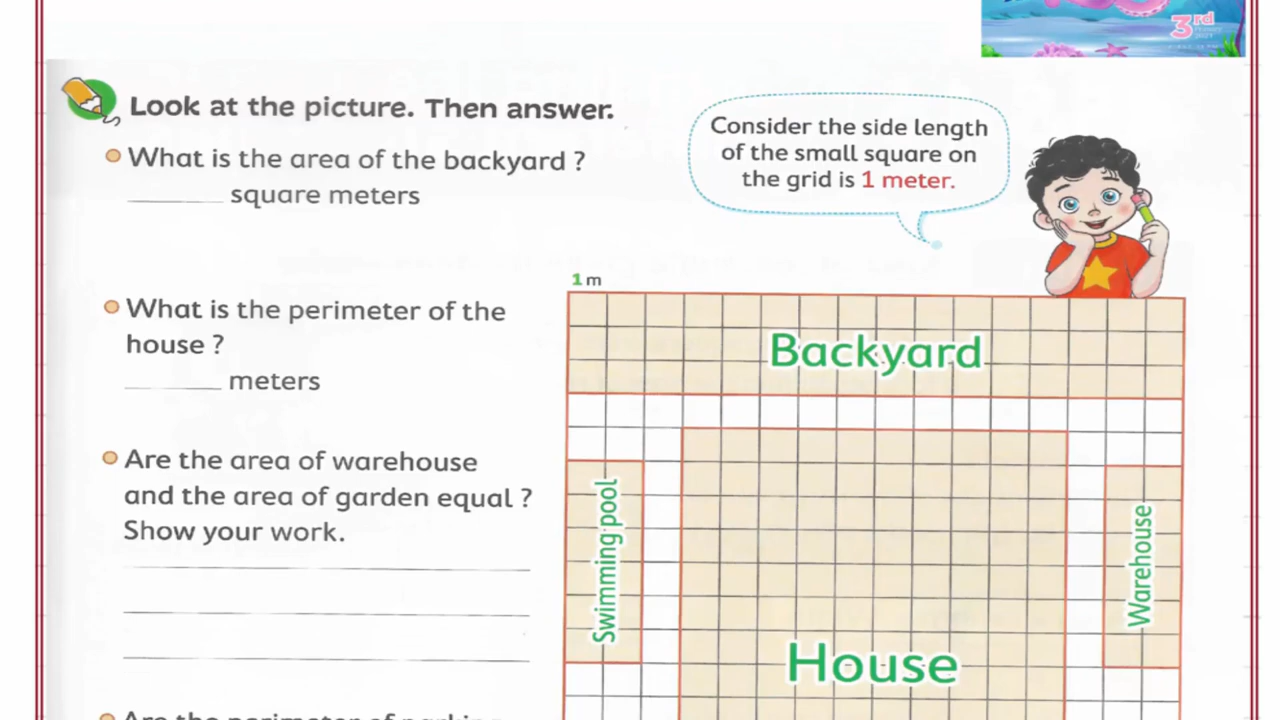 3rd
Look at the picture. Then answer.
What is the area of the backyard ?
_______ square meters
Consider the side length
of the small square on
the grid is 1 meter.
1 m
What is the perimeter of the
house ?
_______ meters
Backyard
Are the area of warehouse
and the area of garden equal ?
Show your work.
Swimming pool
Warehouse
House